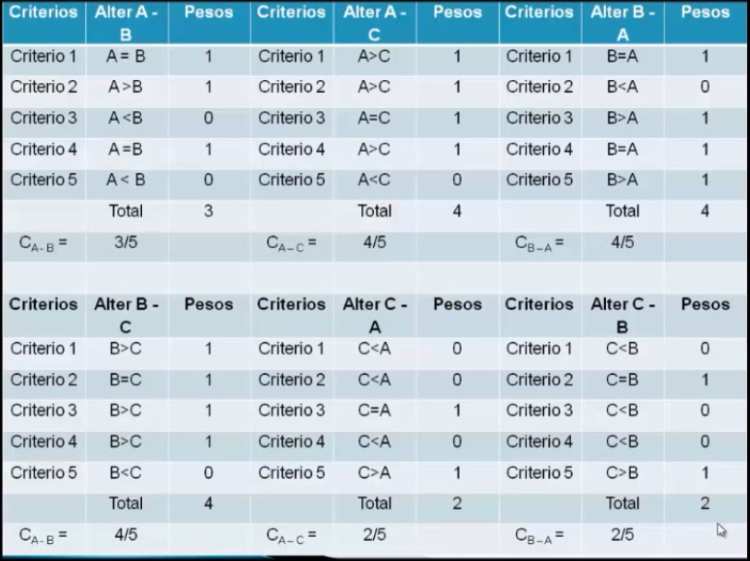 Criterios Alter A - B Pesos Criterios Alter A - C Pesos Criterios Alter B - A Pesos
Criterio 1 A = B 1 Criterio 1 A>C 1 Criterio 1 B=A 1
Criterio 2 A >B 1 Criterio 2 A>C 1 Criterio 2 B<A 0
Criterio 3 A <B 0 Criterio 3 A=C 1 Criterio 3 B>A 1
Criterio 4 A =B 1 Criterio 4 A>C 1 Criterio 4 B=A 1
Criterio 5 A < B 0 Criterio 5 A<C 0 Criterio 5 B>A 1
Total 3 Total 4 Total 4
CA-B = 3/5 CA-C = 4/5 CB-A = 4/5
Criterios Alter B - C Pesos Criterios Alter C - A Pesos Criterios Alter C - B Pesos
Criterio 1 B>C 1 Criterio 1 C<A 0 Criterio 1 C<B 0
Criterio 2 B=C 1 Criterio 2 C<A 0 Criterio 2 C=B 1
Criterio 3 B>C 1 Criterio 3 C=A 1 Criterio 3 C<B 0
Criterio 4 B>C 1 Criterio 4 C<A 0 Criterio 4 C<B 0
Criterio 5 B<C 0 Criterio 5 C>A 1 Criterio 5 C>B 1
Total 4 Total 2 Total 2
CA-B = 4/5 CA-C = 2/5 CB-A = 2/5